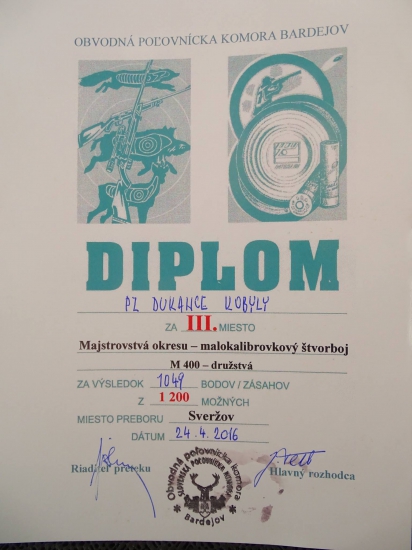 OBVODNÁ POĽOVNÍCKA KOMORA BARDEJOV
DIPLOM
PZ DUKANCE KOBYLY
ZA III. MIESTO
Majstrovstvá okresu – malokalibrovkový štvorboj
M 400 – družstvá
ZA VÝSLEDOK 1049 BODOV / ZÁSAHOV
Z 1 200 MOŽNÝCH
MIESTO PREBORU Sveržov
DÁTUM 24.4.2016
Riaditeľ preteku Hlavný rozhodca
Obvodná poľovnícka komora
Bardejov